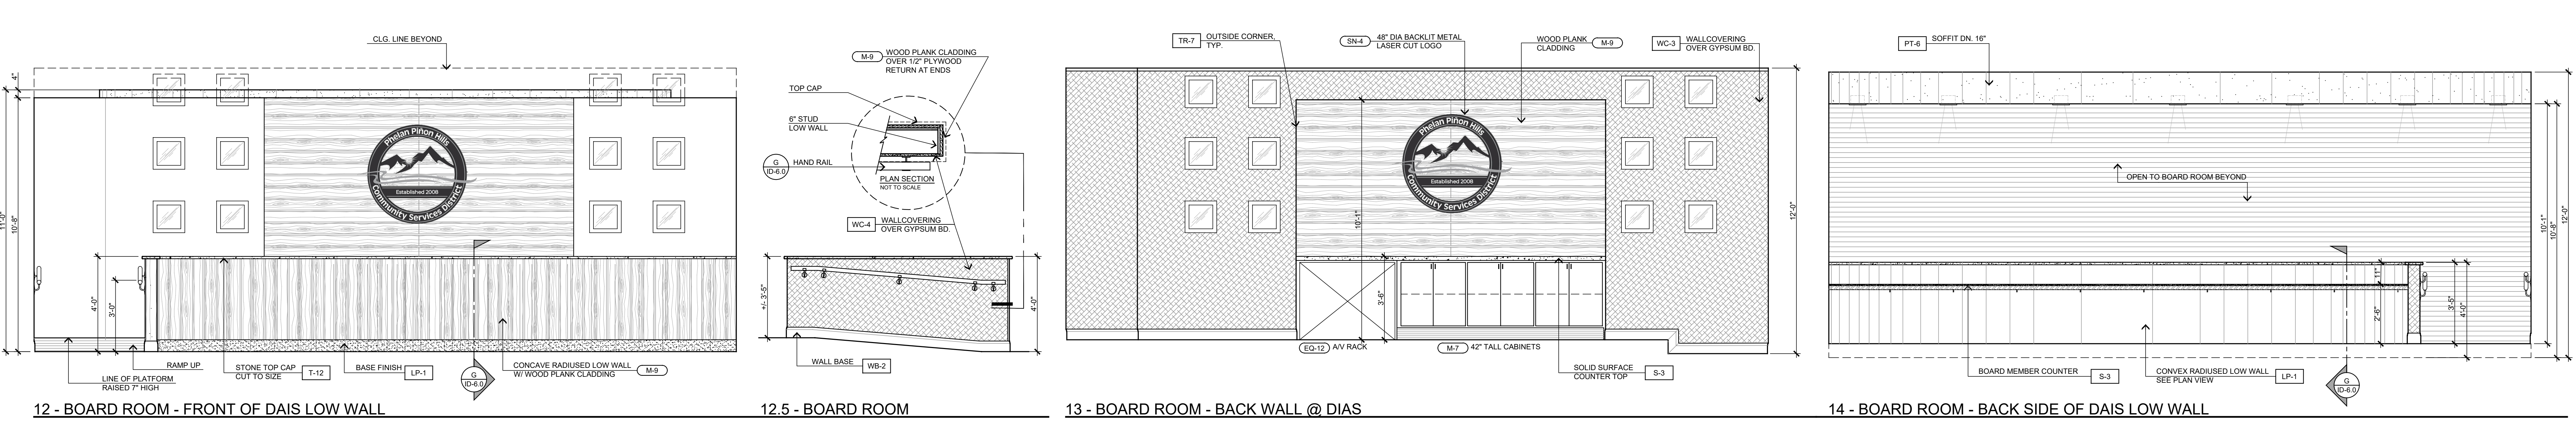 CLG. LINE BEYOND
4"
11'-0"
10'-8"
4'-0"
3'-0"
Phelan Piñon Hills
Established 2008
Community Services District
RAMP UP
LINE OF PLATFORM
RAISED 7" HIGH
STONE TOP CAP
CUT TO SIZE
T-12
BASE FINISH
LP-1
G
ID-6.0
CONCAVE RADIUSED LOW WALL
W/ WOOD PLANK CLADDING
M-9
12 - BOARD ROOM - FRONT OF DAIS LOW WALL
M-9
WOOD PLANK CLADDING
OVER 1/2" PLYWOOD
RETURN AT ENDS
TOP CAP
6" STUD
LOW WALL
G
ID-6.0
HAND RAIL
PLAN SECTION
NOT TO SCALE
WC-4
WALLCOVERING
OVER GYPSUM BD.
+/- 3'-5"
4'-0"
WALL BASE
WB-2
12.5 - BOARD ROOM
TR-7
OUTSIDE CORNER,
TYP.
SN-4
48" DIA BACKLIT METAL
LASER CUT LOGO
WOOD PLANK
CLADDING
M-9
WC-3
WALLCOVERING
OVER GYPSUM BD.
10'-1"
3'-6"
12'-0"
Phelan Piñon Hills
Established 2008
Community Services District
EQ-12
A/V RACK
M-7
42" TALL CABINETS
SOLID SURFACE
COUNTER TOP
S-3
13 - BOARD ROOM - BACK WALL @ DIAS
PT-6
SOFFIT DN. 16"
OPEN TO BOARD ROOM BEYOND
11"
2'-6"
3'-5"
4'-0"
10'-1"
10'-8"
12'-0"
BOARD MEMBER COUNTER
S-3
CONVEX RADIUSED LOW WALL
SEE PLAN VIEW
LP-1
G
ID-6.0
14 - BOARD ROOM - BACK SIDE OF DAIS LOW WALL